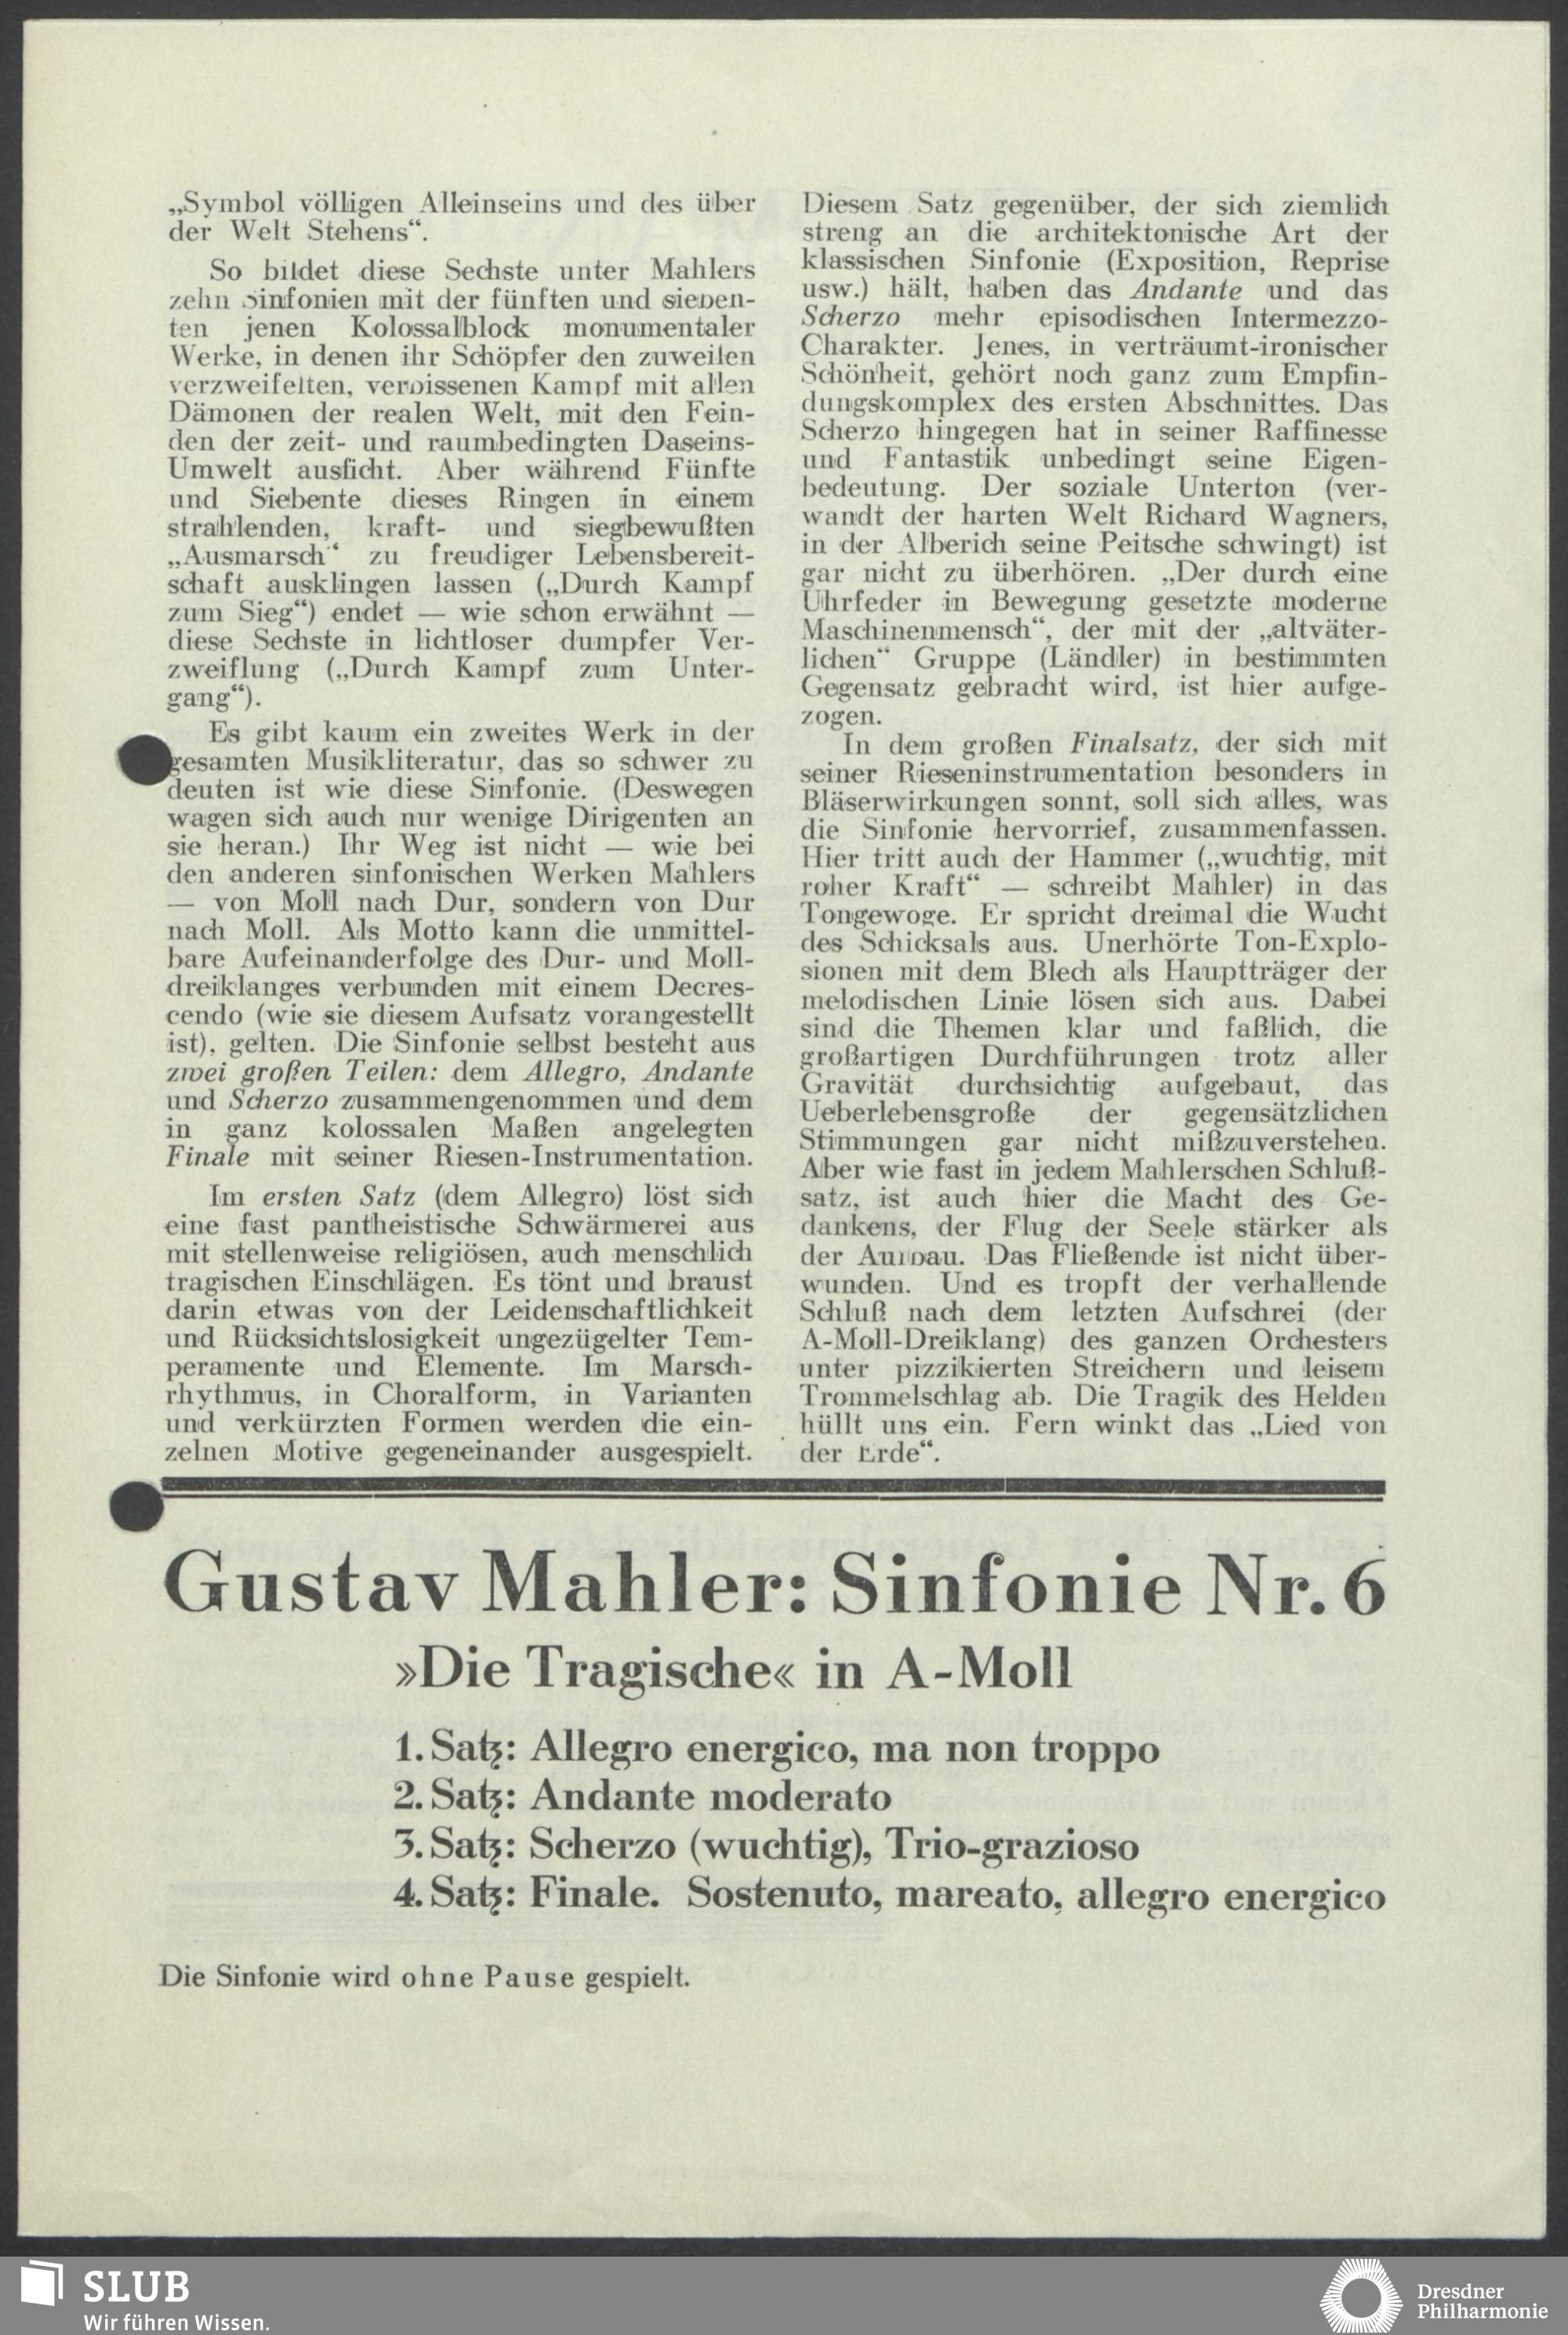 „Symbol völligen Alleinseins und des über
der Welt Stehens“.
So bildet diese Sechste unter Mahlers
zehn Sinfonien mit der fünften und sieben-
ten jenen Kolossalblock monumentaler
Werke, in denen ihr Schöpfer den zuweilen
verzweifelten, verbissenen Kampf mit allen
Dämonen der realen Welt, mit den Fein-
den der zeit- und raumbedingten Daseins-
Umwelt ausficht. Aber während Fünfte
und Siebente dieses Ringen in einem
strahlenden, kraft- und siegbewußten
„Ausmarsch“ zu freudiger Lebensbereit-
schaft ausklingen lassen („Durch Kampf
zum Sieg“) endet — wie schon erwähnt —
diese Sechste in lichtloser dumpfer Ver-
zweiflung („Durch Kampf zum Unter-
gang“).
Es gibt kaum ein zweites Werk in der
gesamten Musikliteratur, das so schwer zu
deuten ist wie diese Sinfonie. (Deswegen
wagen sich auch nur wenige Dirigenten an
sie heran.) Ihr Weg ist nicht — wie bei
den anderen sinfonischen Werken Mahlers
— von Moll nach Dur, sondern von Dur
nach Moll. Als Motto kann die unmittel-
bare Aufeinanderfolge des Dur- und Moll-
dreiklanges verbunden mit einem Decres-
cendo (wie sie diesem Aufsatz vorangestellt
ist), gelten. Die Sinfonie selbst besteht aus
zwei großen Teilen: dem Allegro, Andante
und Scherzo zusammengenommen und dem
in ganz kolossalen Maßen angelegten
Finale mit seiner Riesen-Instrumentation.
Im ersten Satz (dem Allegro) löst sich
eine fast pantheistische Schwärmerei aus
mit stellenweise religiösen, auch menschlich
tragischen Einschlägen. Es tönt und braust
darin etwas von der Leidenschaftlichkeit
und Rücksichtslosigkeit ungezügelter Tem-
peramente und Elemente. Im Marsch-
rhythmus, in Choralform, in Varianten
und verkürzten Formen werden die ein-
zelnen Motive gegeneinander ausgespielt.
Diesem Satz gegenüber, der sich ziemlich
streng an die architektonische Art der
klassischen Sinfonie (Exposition, Reprise
usw.) hält, haben das Andante und das
Scherzo mehr episodischen Intermezzo-
Charakter. Jenes, in verträumt-ironischer
Schönheit, gehört noch ganz zum Empfin-
dungskomplex des ersten Abschnittes. Das
Scherzo hingegen hat in seiner Raffinesse
und Fantastik unbedingt seine Eigen-
bedeutung. Der soziale Unterton (ver-
wandt der harten Welt Richard Wagners,
in der Alberich seine Peitsche schwingt) ist
gar nicht zu überhören. „Der durch eine
Uhrfeder in Bewegung gesetzte moderne
Maschinenmensch“, der mit der „altväter-
lichen“ Gruppe (Ländler) in bestimmten
Gegensatz gebracht wird, ist hier aufge-
zogen.
In dem großen Finalsatz, der sich mit
seiner Rieseninstrumentation besonders in
Bläserwirkungen sonnt, soll sich alles, was
die Sinfonie hervorrief, zusammenfassen.
Hier tritt auch der Hammer („wuchtig, mit
roher Kraft“ — schreibt Mahler) in das
Tongewoge. Er spricht dreimal die Wucht
des Schicksals aus. Unerhörte Ton-Explo-
sionen mit dem Blech als Hauptträger der
melodischen Linie lösen sich aus. Dabei
sind die Themen klar und faßlich, die
großartigen Durchführungen trotz aller
Gravität durchsichtig aufgebaut, das
Ueberlebensgroße der gegensätzlichen
Stimmungen gar nicht mißzuverstehen.
Aber wie fast in jedem Mahlerschen Schluß-
satz, ist auch hier die Macht des Ge-
dankens, der Flug der Seele stärker als
der Aufbau. Das Fließende ist nicht über-
wunden. Und es tropft der verhallende
Schluß nach dem letzten Aufschrei (der
A-Moll-Dreiklang) des ganzen Orchesters
unter pizzikierten Streichern und leisem
Trommelschlag ab. Die Tragik des Helden
hüllt uns ein. Fern winkt das „Lied von
der Erde“.
Gustav Mahler: Sinfonie Nr. 6
»Die Tragische« in A-Moll
1. Satz: Allegro energico, ma non troppo
2. Satz: Andante moderato
3. Satz: Scherzo (wuchtig), Trio-grazioso
4. Satz: Finale. Sostenuto, mareato, allegro energico
Die Sinfonie wird ohne Pause gespielt.
SLUB
Wir führen Wissen.
Dresdner
Philharmonie